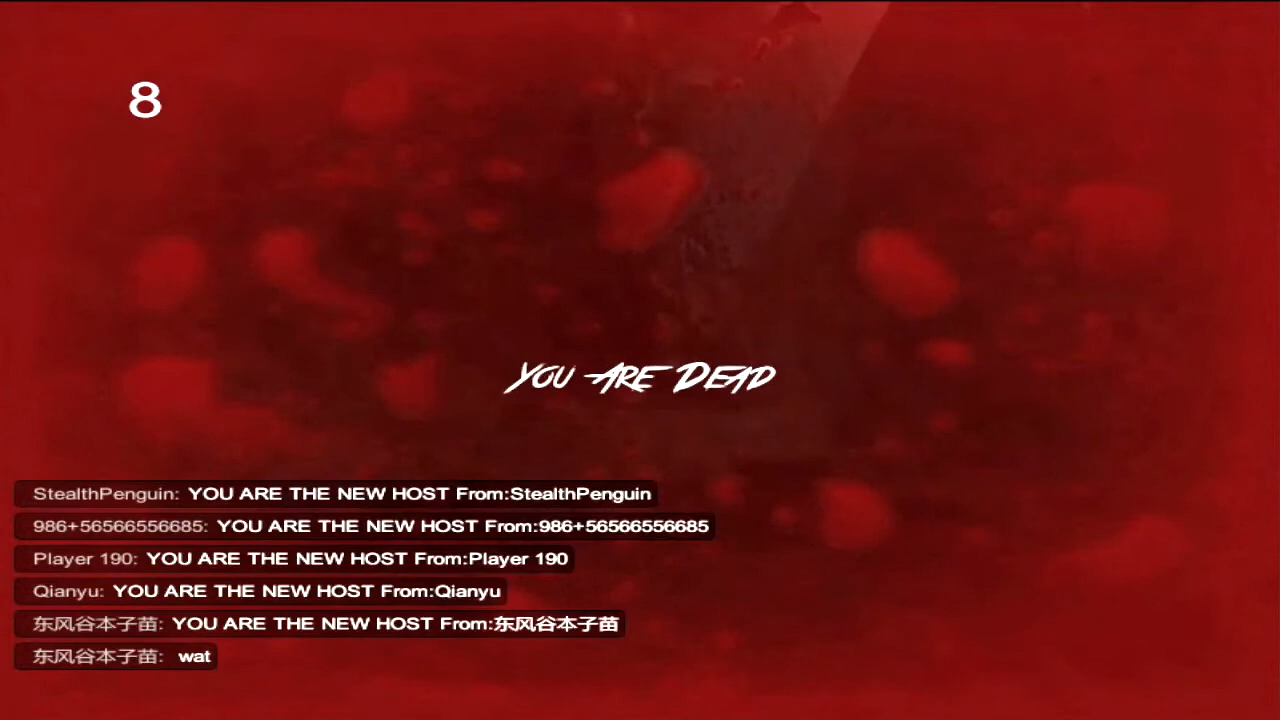 8
YOU ARE DEAD
StealthPenguin: YOU ARE THE NEW HOST From:StealthPenguin
986+56566556685: YOU ARE THE NEW HOST From:986+56566556685
Player 190: YOU ARE THE NEW HOST From:Player 190
Qianyu: YOU ARE THE NEW HOST From:Qianyu
东风谷本子苗: YOU ARE THE NEW HOST From:东风谷本子苗
东风谷本子苗: wat